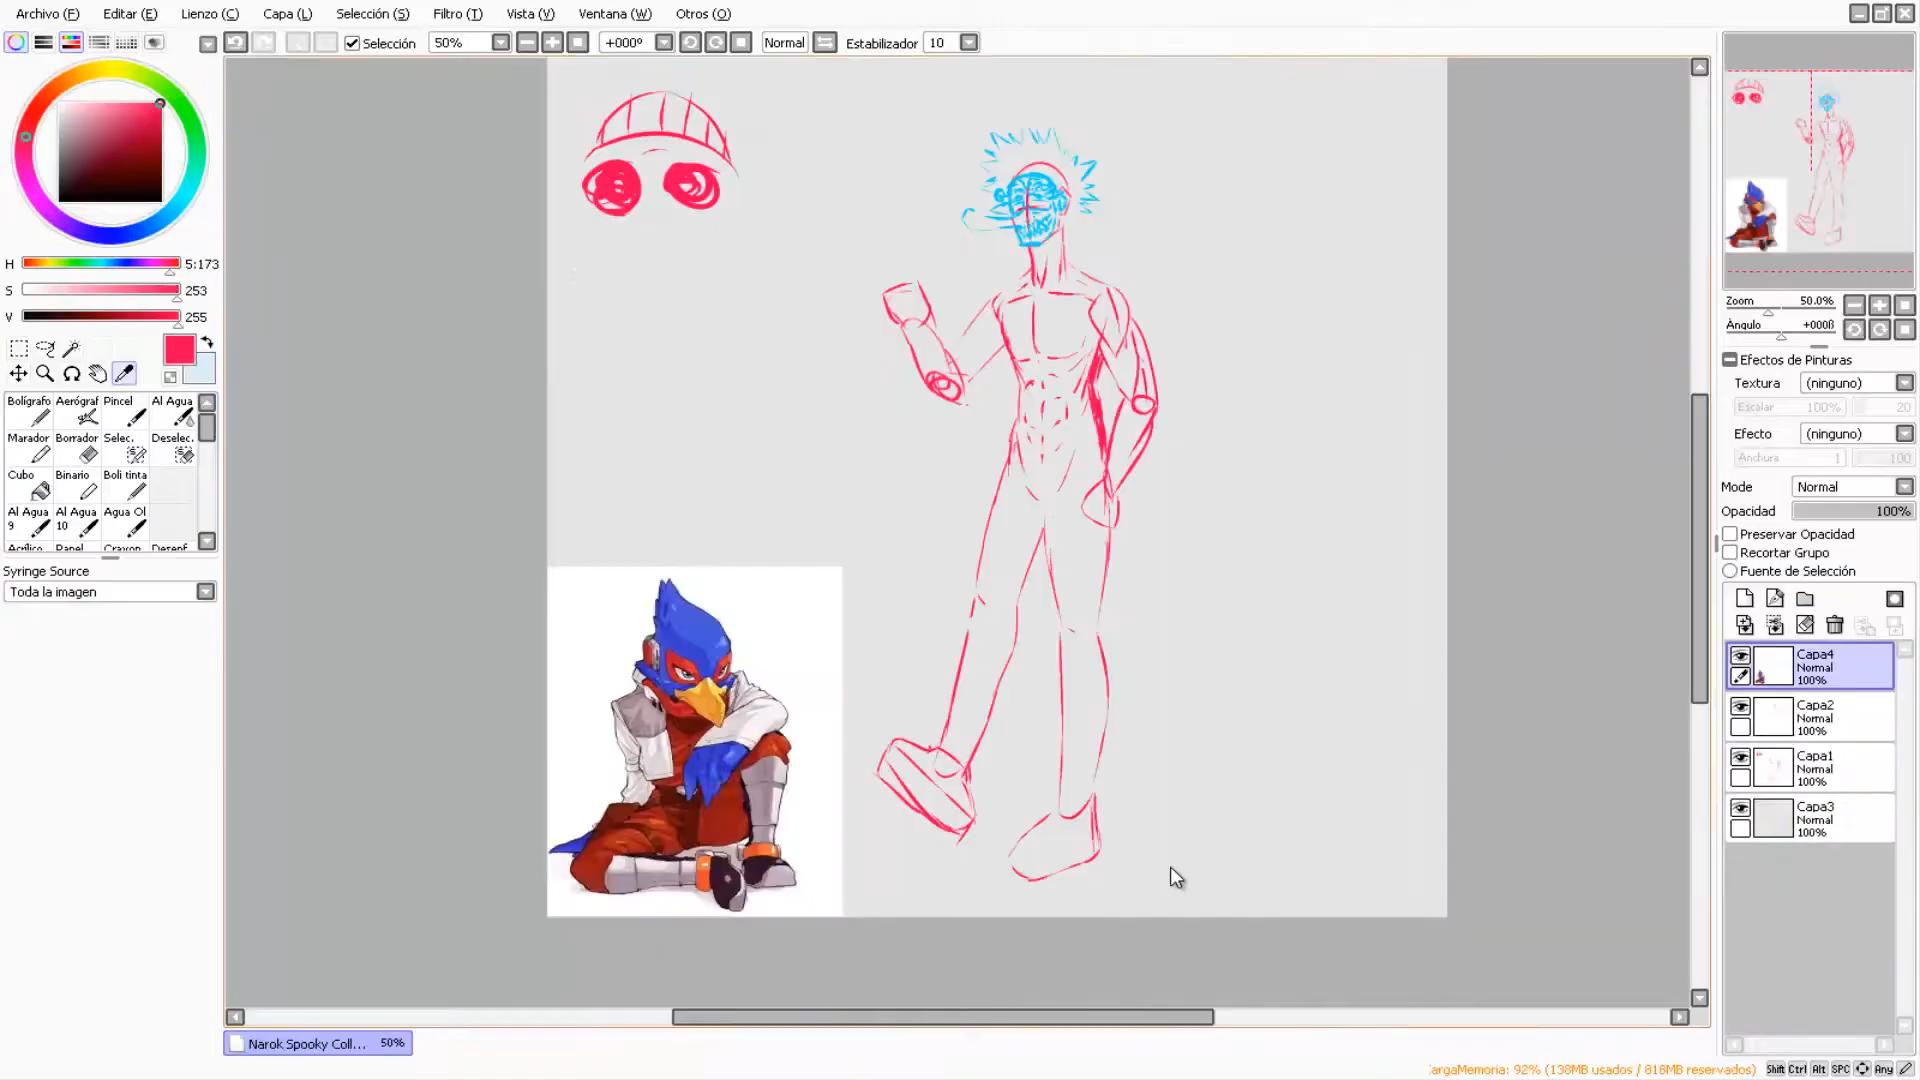 Archivo (F) Editar (E) Lienzo (C) Capa (L) Selección (S) Filtro (T) Vista (V) Ventana (W) Otros (O)
Selección 50% +000º Normal Estabilizador 10
H 5:173
S 253
V 255
Bolígrafo Aerógraf Pincel Al Agua
Marador Borrador Selec. Deselec.
Cubo Binario Boli tinta
Al Agua 9 Al Agua 10 Agua Ol
Acrílico Papel Crayon Desenf
Syringe Source
Toda la imagen
Zoom 50.0%
Ángulo +000ß
Efectos de Pinturas
Textura (ninguno)
Escalar 100% 20
Efecto (ninguno)
Anchura 1 100
Mode Normal
Opacidad 100%
Preservar Opacidad
Recortar Grupo
Fuente de Selección
Capa4
Normal
100%
Capa2
Normal
100%
Capa1
Normal
100%
Capa3
Normal
100%
Narok Spooky Coll... 50%
argaMemoria: 92% (138MB usados / 816MB reservados) Shift Ctrl Alt SPC Any